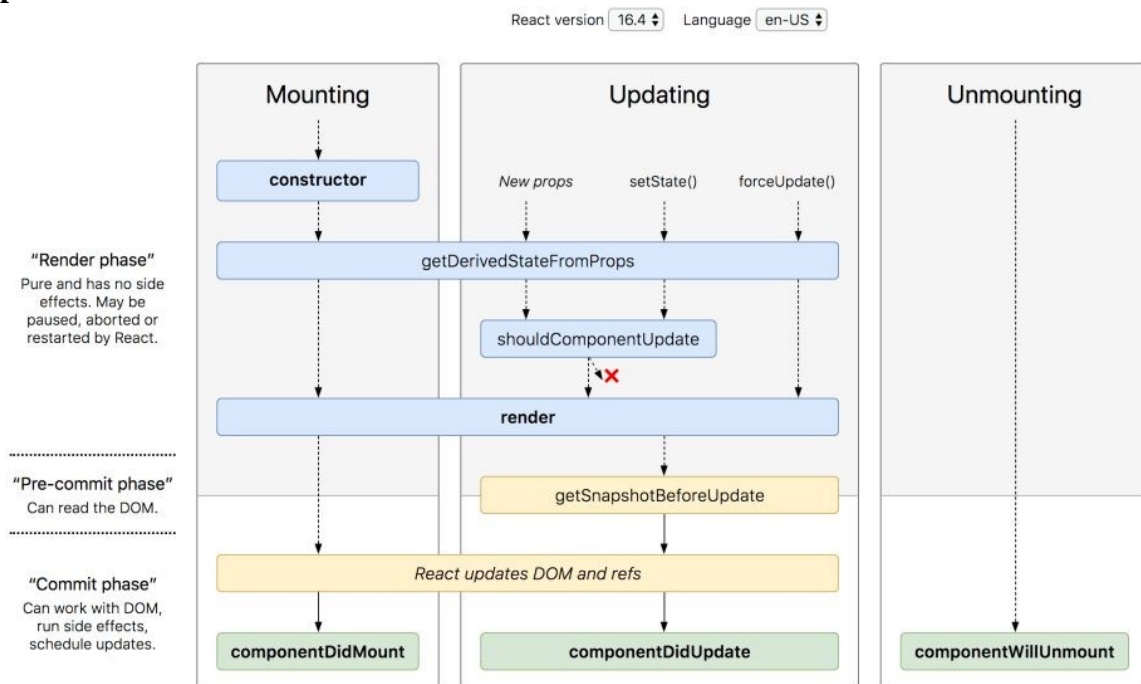 React version 16.4 Language en-US
Mounting Updating Unmounting
constructor
New props setState() forceUpdate()
getDerivedStateFromProps
"Render phase"
Pure and has no side
effects. May be
paused, aborted or
restarted by React.
shouldComponentUpdate
render
"Pre-commit phase"
Can read the DOM.
getSnapshotBeforeUpdate
React updates DOM and refs
"Commit phase"
Can work with DOM,
run side effects,
schedule updates.
componentDidMount componentDidUpdate componentWillUnmount